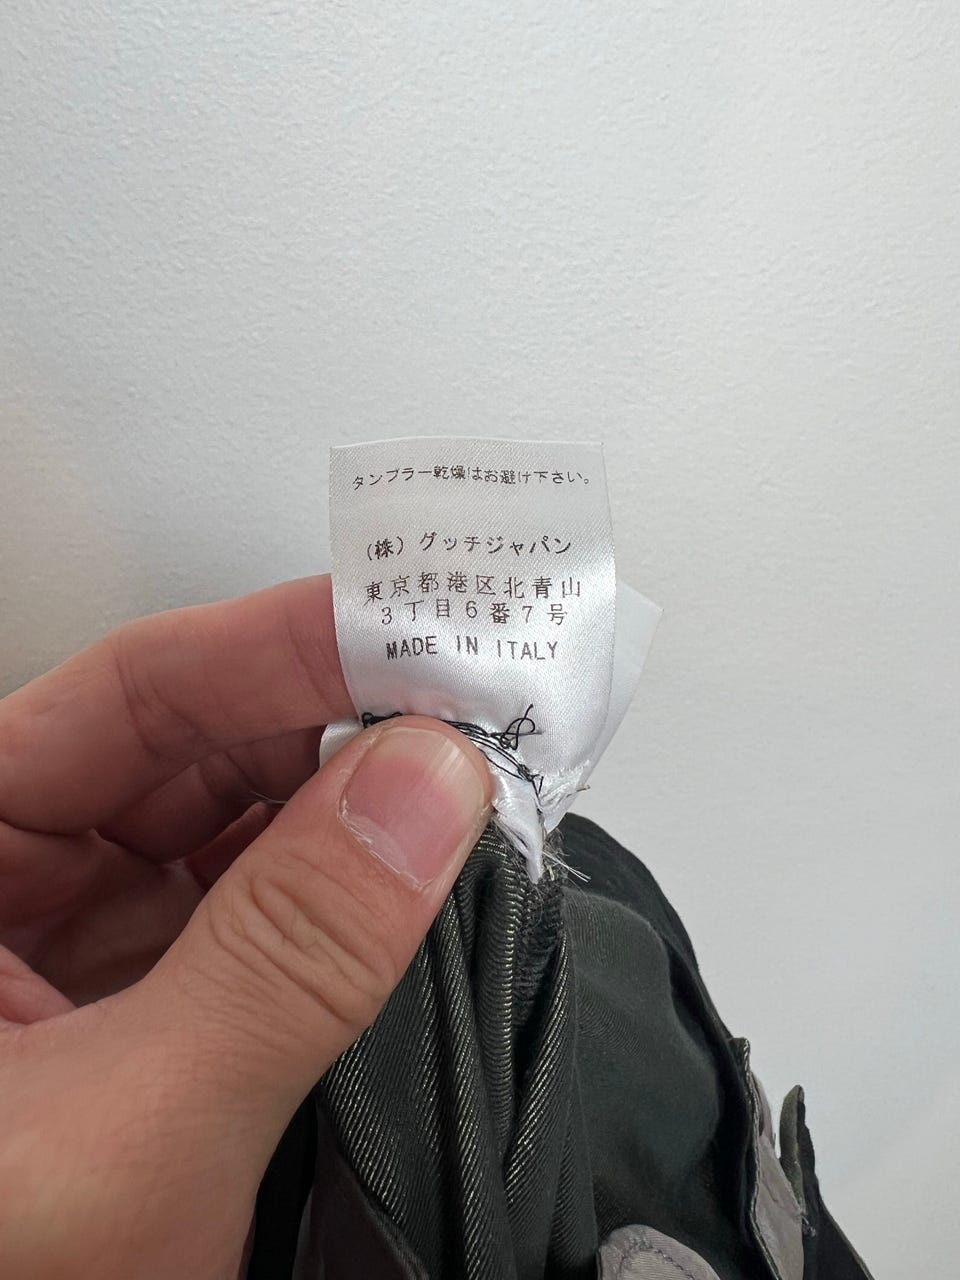 タンブラー乾燥はお避け下さい。
(株) グッチジャパン
東京都港区北青山
3丁目6番7号
MADE IN ITALY